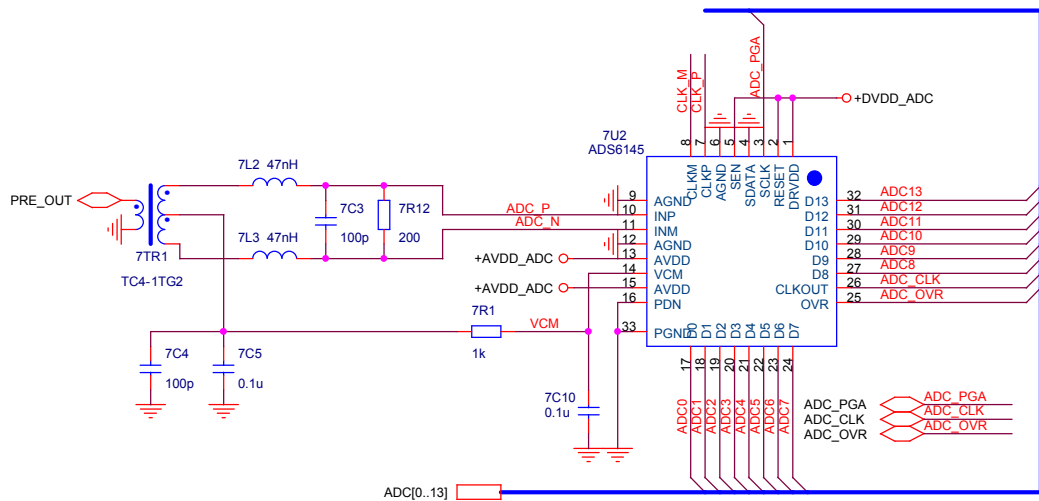 CLK_M
CLK_P
ADC_PGA
+DVDD_ADC
7U2
ADS6145
8
7
6
5
4
3
2
1
CLKM
CLKP
AGND
SEN
SDATA
SCLK
RESET
DRVDD
PRE_OUT
7TR1
TC4-1TG2
7L2 47nH
7L3 47nH
7C3
100p
7R12
200
ADC_P
ADC_N
+AVDD_ADC
+AVDD_ADC
9 AGND
10 INP
11 INM
12 AGND
13 AVDD
14 VCM
15 AVDD
16 PDN
33 PGND
D13 32 ADC13
D12 31 ADC12
D11 30 ADC11
D10 29 ADC10
D9 28 ADC9
D8 27 ADC8
CLKOUT 26 ADC_CLK
OVR 25 ADC_OVR
7R1
1k
VCM
7C4
100p
7C5
0.1u
7C10
0.1u
D0
D1
D2
D3
D4
D5
D6
D7
17
18
19
20
21
22
23
24
ADC0
ADC1
ADC2
ADC3
ADC4
ADC5
ADC6
ADC7
ADC_PGA ADC_PGA
ADC_CLK ADC_CLK
ADC_OVR ADC_OVR
ADC[0..13]